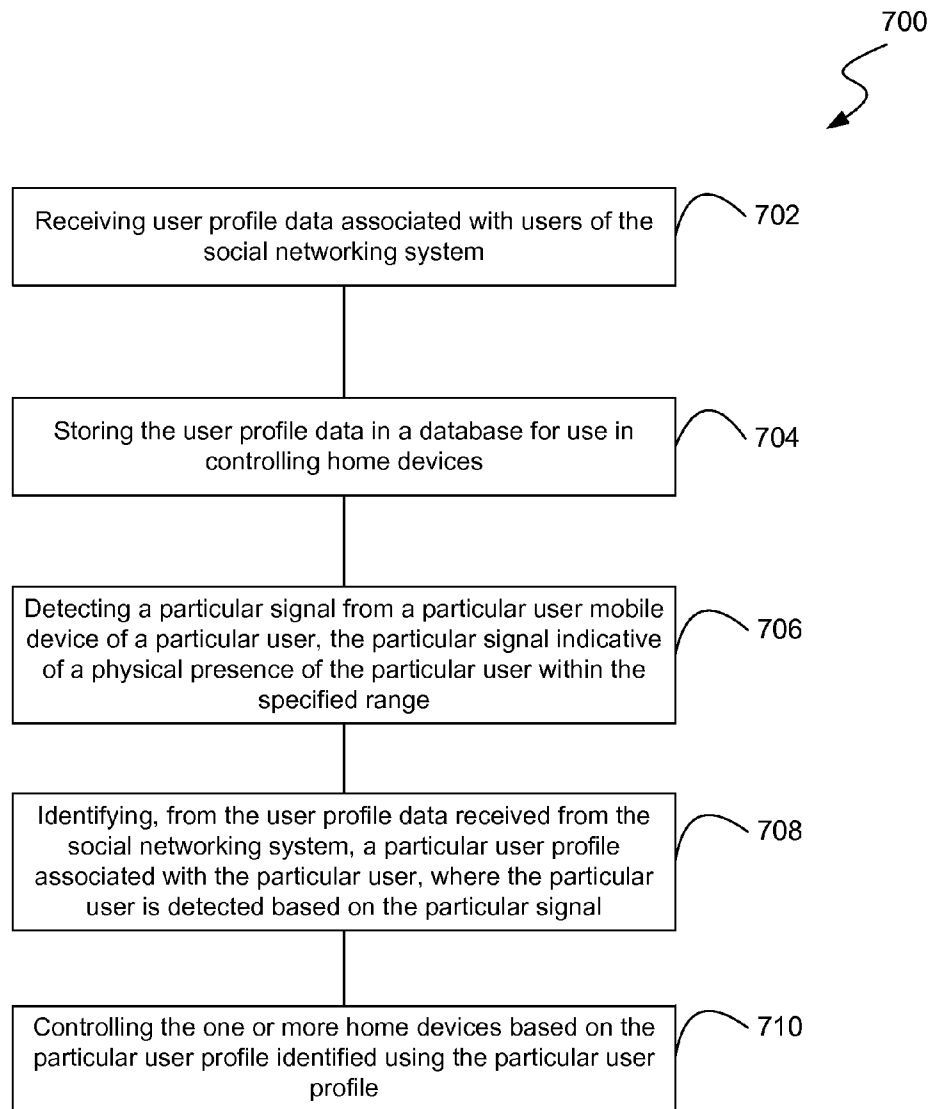 700
Receiving user profile data associated with users of the
social networking system
702
Storing the user profile data in a database for use in
controlling home devices
704
Detecting a particular signal from a particular user mobile
device of a particular user, the particular signal indicative
of a physical presence of the particular user within the
specified range
706
Identifying, from the user profile data received from the
social networking system, a particular user profile
associated with the particular user, where the particular
user is detected based on the particular signal
708
Controlling the one or more home devices based on the
particular user profile identified using the particular user
profile
710